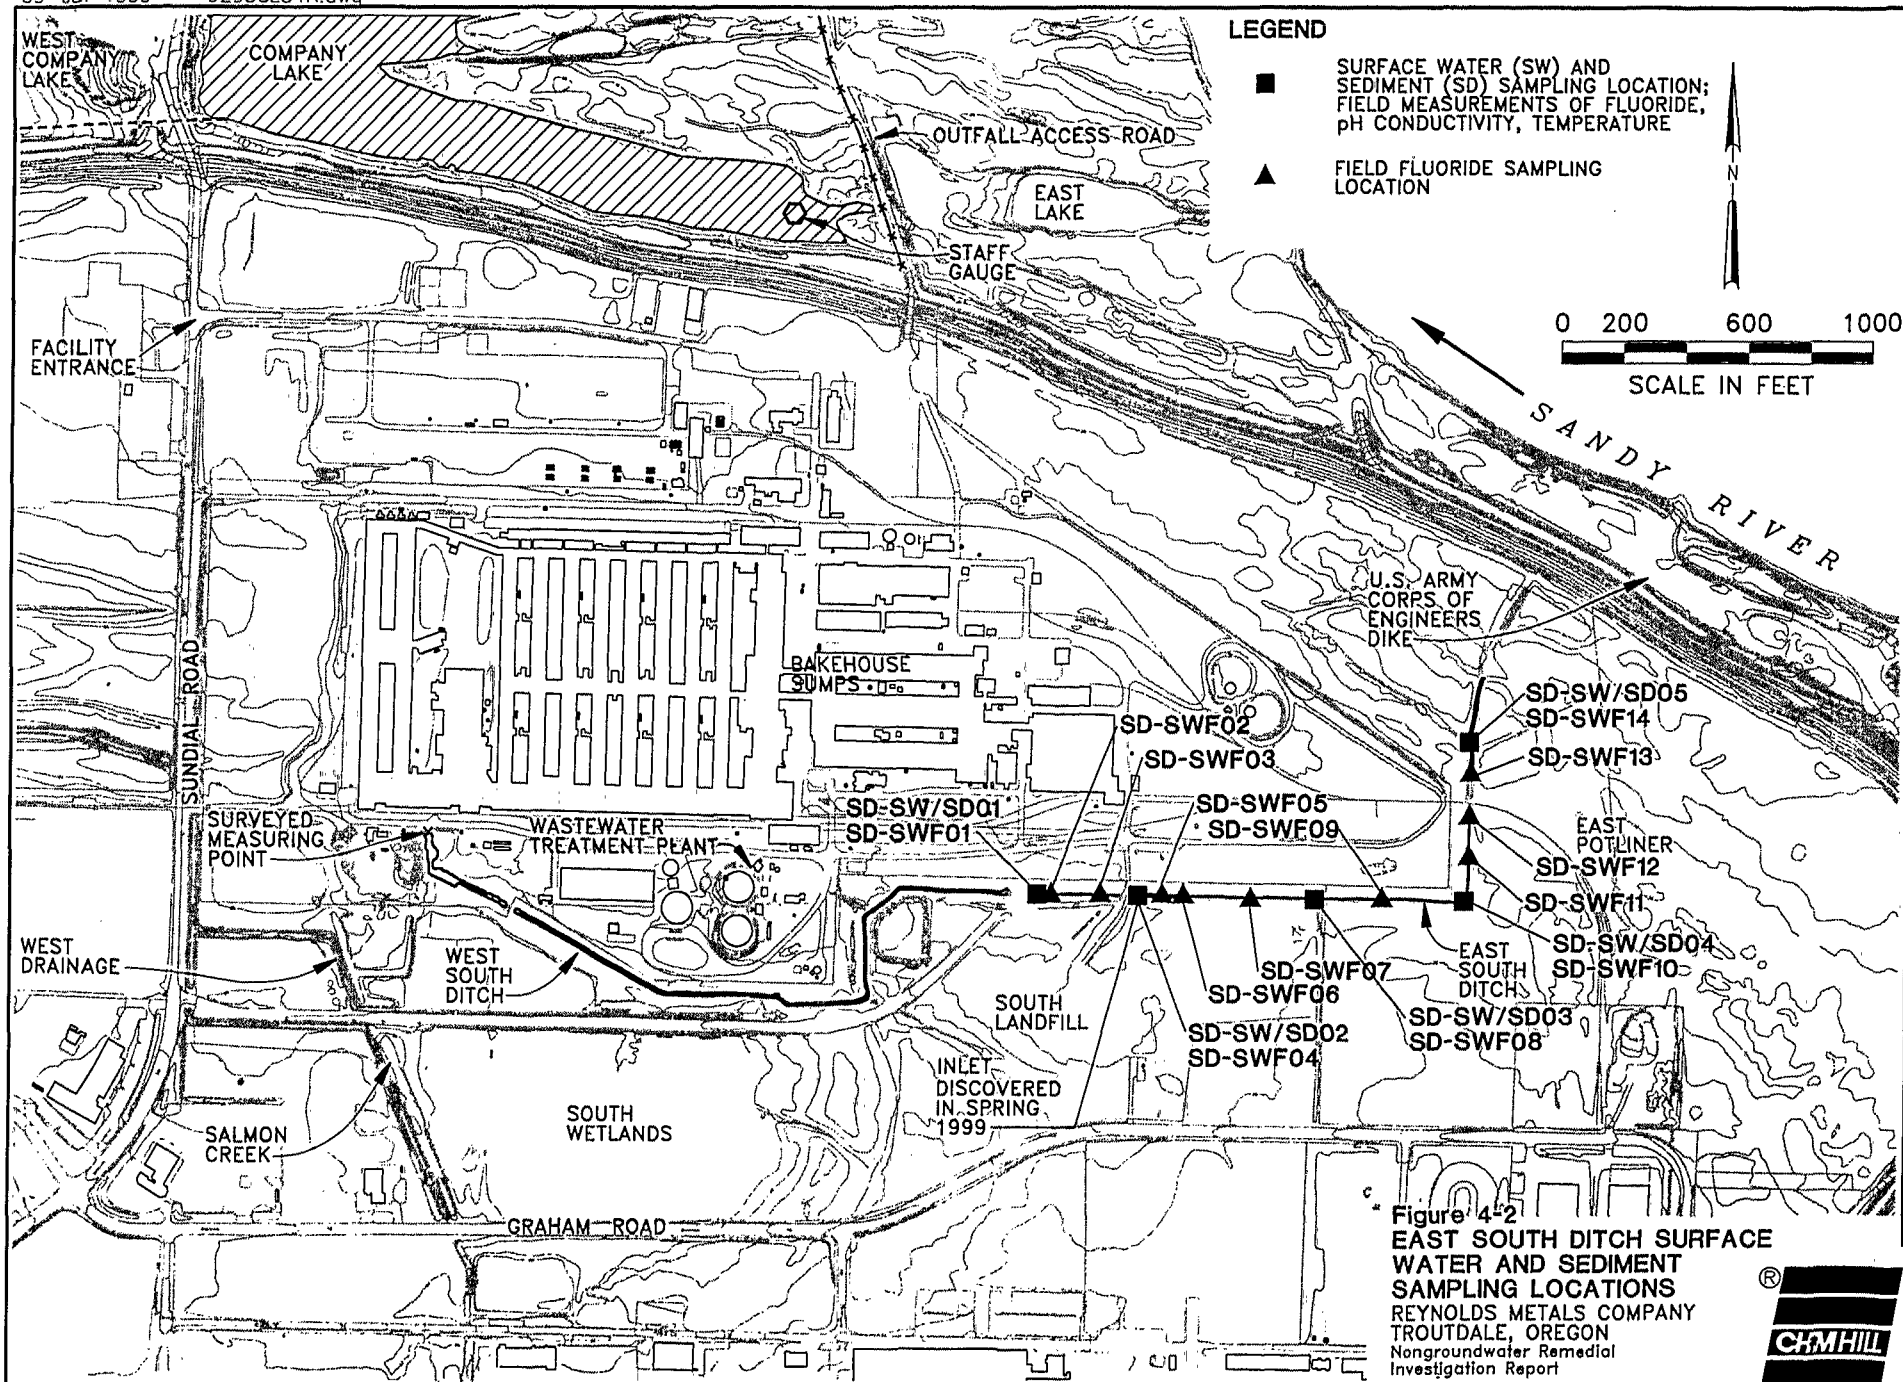 WEST
COMPANY
LAKE
COMPANY
LAKE
OUTFALL ACCESS ROAD
EAST
LAKE
STAFF
GAUGE
LEGEND
SURFACE WATER (SW) AND
SEDIMENT (SD) SAMPLING LOCATION;
FIELD MEASUREMENTS OF FLUORIDE,
pH CONDUCTIVITY, TEMPERATURE
FIELD FLUORIDE SAMPLING
LOCATION
N
0 200 600 1000
SCALE IN FEET
FACILITY
ENTRANCE
SANDY RIVER
U.S. ARMY
CORPS OF
ENGINEERS
DIKE
SUNDIAL ROAD
BAKEHOUSE
SUMPS
SD-SWF02
SD-SWF03
SD-SW/SD05
SD-SWF14
SD-SWF13
SURVEYED
MEASURING
POINT
WASTEWATER
TREATMENT PLANT
SD-SW/SD01
SD-SWF01
SD-SWF05
SD-SWF09
EAST
POTLINER
SD-SWF12
SD-SWF11
WEST
DRAINAGE
WEST
SOUTH
DITCH
SOUTH
LANDFILL
SD-SWF07
SD-SWF06
EAST
SOUTH
DITCH
SD-SW/SD04
SD-SWF10
SD-SW/SD02
SD-SWF04
SD-SW/SD03
SD-SWF08
INLET
DISCOVERED
IN SPRING
1999
SALMON
CREEK
SOUTH
WETLANDS
GRAHAM ROAD
Figure 4-2
EAST SOUTH DITCH SURFACE
WATER AND SEDIMENT
SAMPLING LOCATIONS
REYNOLDS METALS COMPANY
TROUTDALE, OREGON
Nongroundwater Remedial
Investigation Report
®
CH2MHILL